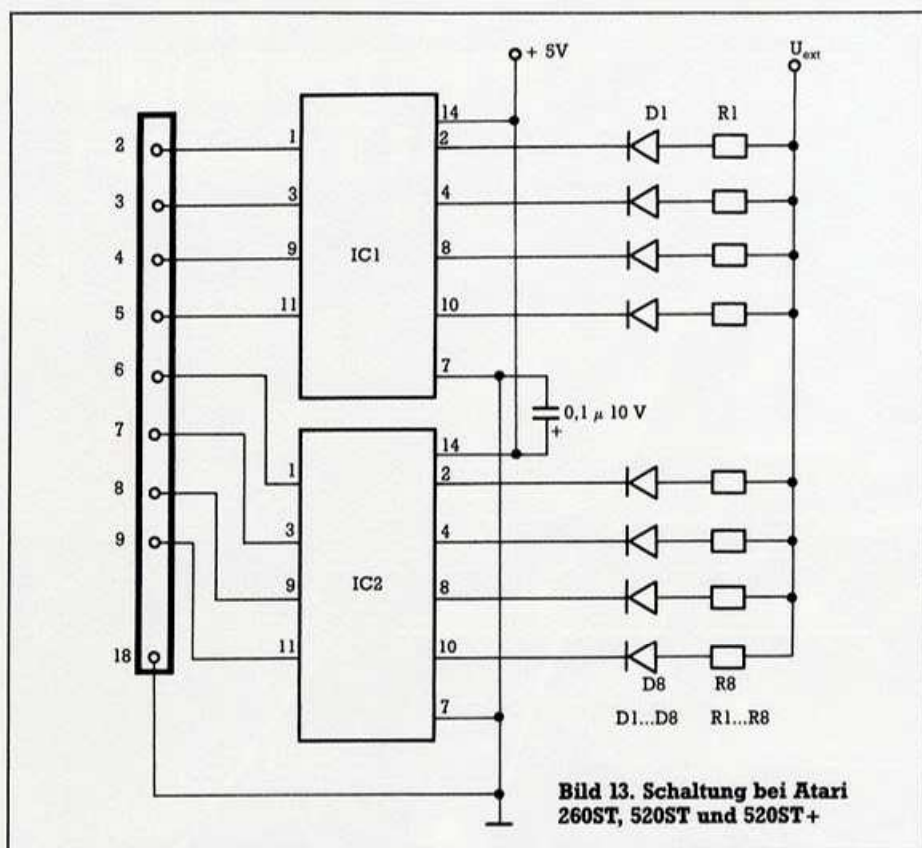 + 5V
U ext
D1 R1
2 1 14 2
3 3 4
4 9 IC1 8
5 11 10
6 7
0,1 μ 10 V
+
7 14
1 2
8 3 4
9 9 IC2 8
18 11 10
D8 R8
7 D1...D8 R1...R8
Bild 13. Schaltung bei Atari
260ST, 520ST und 520ST+